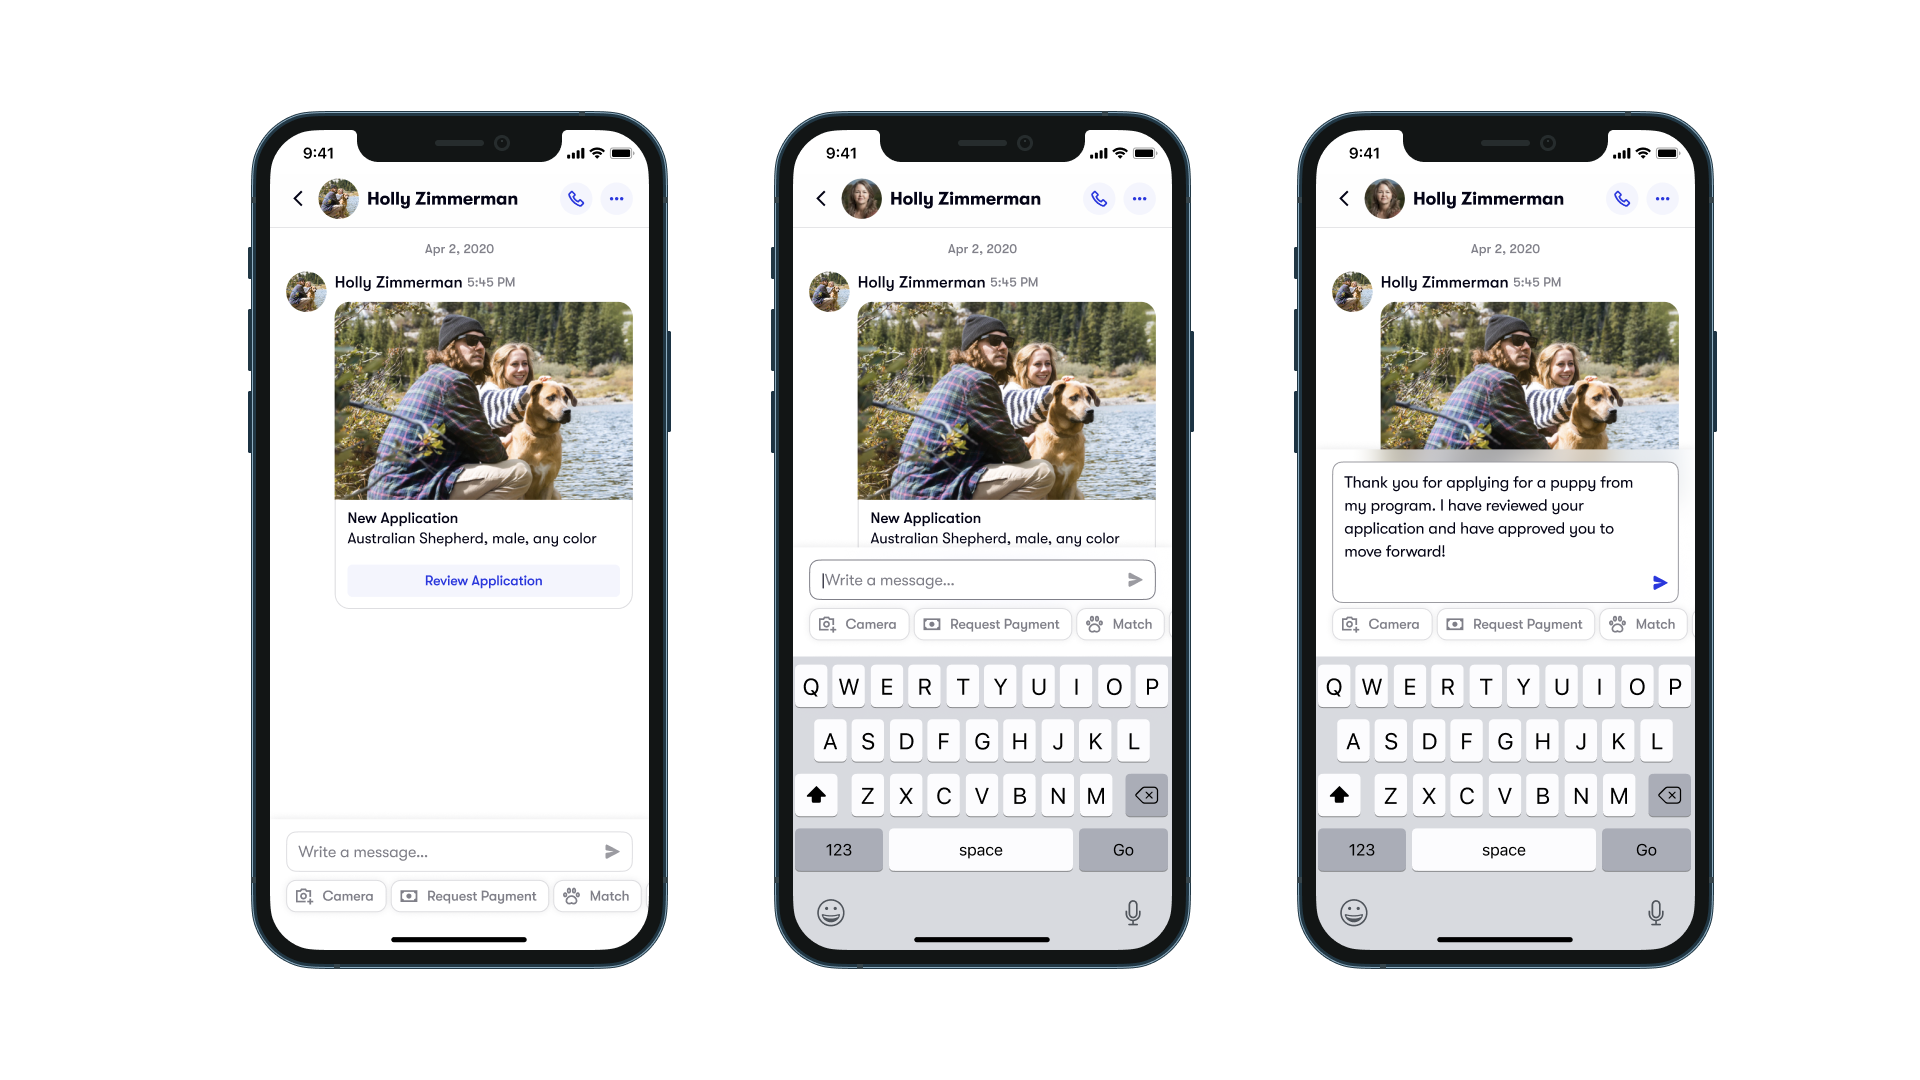 9:41
Holly Zimmerman
Apr 2, 2020
Holly Zimmerman 5:45 PM
New Application
Australian Shepherd, male, any color
Review Application
Write a message...
Camera
Request Payment
Match
9:41
Holly Zimmerman
Apr 2, 2020
Holly Zimmerman 5:45 PM
New Application
Australian Shepherd, male, any color
Write a message...
Camera
Request Payment
Match
Q W E R T Y U I O P
A S D F G H J K L
Z X C V B N M
123 space Go
9:41
Holly Zimmerman
Apr 2, 2020
Holly Zimmerman 5:45 PM
Thank you for applying for a puppy from
my program. I have reviewed your
application and have approved you to
move forward!
Camera
Request Payment
Match
Q W E R T Y U I O P
A S D F G H J K L
Z X C V B N M
123 space Go